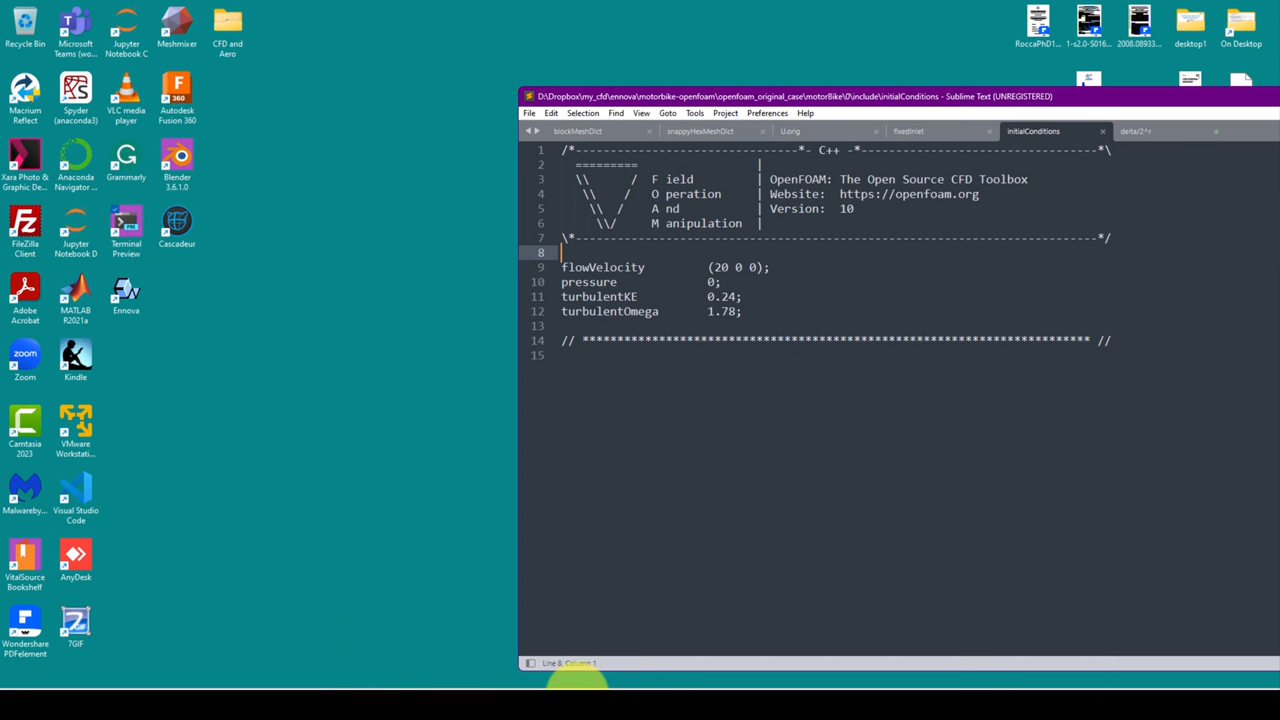 Recycle Bin
Microsoft
Teams (wo...
Jupyter
Notebook C
Meshmixer
CFD and
Aero
Macrium
Reflect
Spyder
(anaconda3)
VLC media
player
Autodesk
Fusion 360
Xara Photo &
Graphic De...
Anaconda
Navigator ...
Grammarly
Blender
3.6.1.0
FileZilla
Client
Jupyter
Notebook D
Terminal
Preview
Cascadeur
Adobe
Acrobat
MATLAB
R2021a
Ennova
Zoom
Kindle
Camtasia
2023
VMware
Workstati...
Malwareby...
Visual Studio
Code
VitalSource
Bookshelf
AnyDesk
Wondershare
PDFelement
7GIF
RoccaPhD1...
1-s2.0-S016...
2008.08933...
desktop1
On Desktop
D:\Dropbox\my_cfd\ennova\motorbike-openfoam\openfoam_original_case\motorBike\0\include\initialConditions - Sublime Text (UNREGISTERED)
File Edit Selection Find View Goto Tools Project Preferences Help
blockMeshDict snappyHexMeshDict U.orig fixedInlet initialConditions delta/2^r
1 /*--------------------------------*- C++ -*----------------------------------*\
2 ========= |
3 \\ / F ield | OpenFOAM: The Open Source CFD Toolbox
4 \\ / O peration | Website: https://openfoam.org
5 \\ / A nd | Version: 10
6 \\/ M anipulation |
7 \*---------------------------------------------------------------------------*/
8
9 flowVelocity (20 0 0);
10 pressure 0;
11 turbulentKE 0.24;
12 turbulentOmega 1.78;
13
14 // ************************************************************************* //
15
Line 8, Column 1